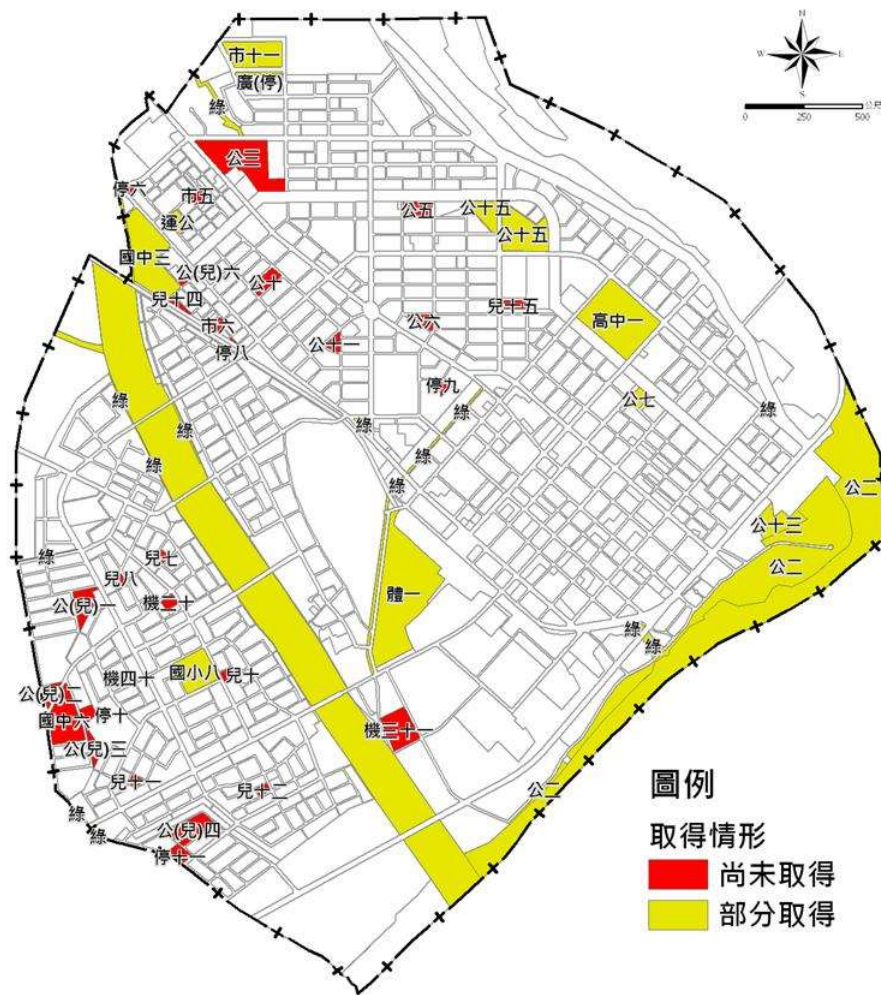 N
W
E
S
公尺
0
250
500
市十一
廣(停)
綠
公三
停六
市五
運公
公五
公十五
公十五
國中三
公(兒)六
公十
兒十四
市六
停八
公十一
公六
兒十五
高中一
停九
公七
綠
綠
綠
綠
綠
綠
綠
綠
公二
公十三
公二
綠
兒七
兒八
公(兒)一
機二十
體一
綠
綠
機四十
國小八
兒十
公(兒)二
國中六
停十
公(兒)三
機三十一
兒十一
兒十二
公二
綠
綠
公(兒)四
停十一
圖例
取得情形
尚未取得
部分取得